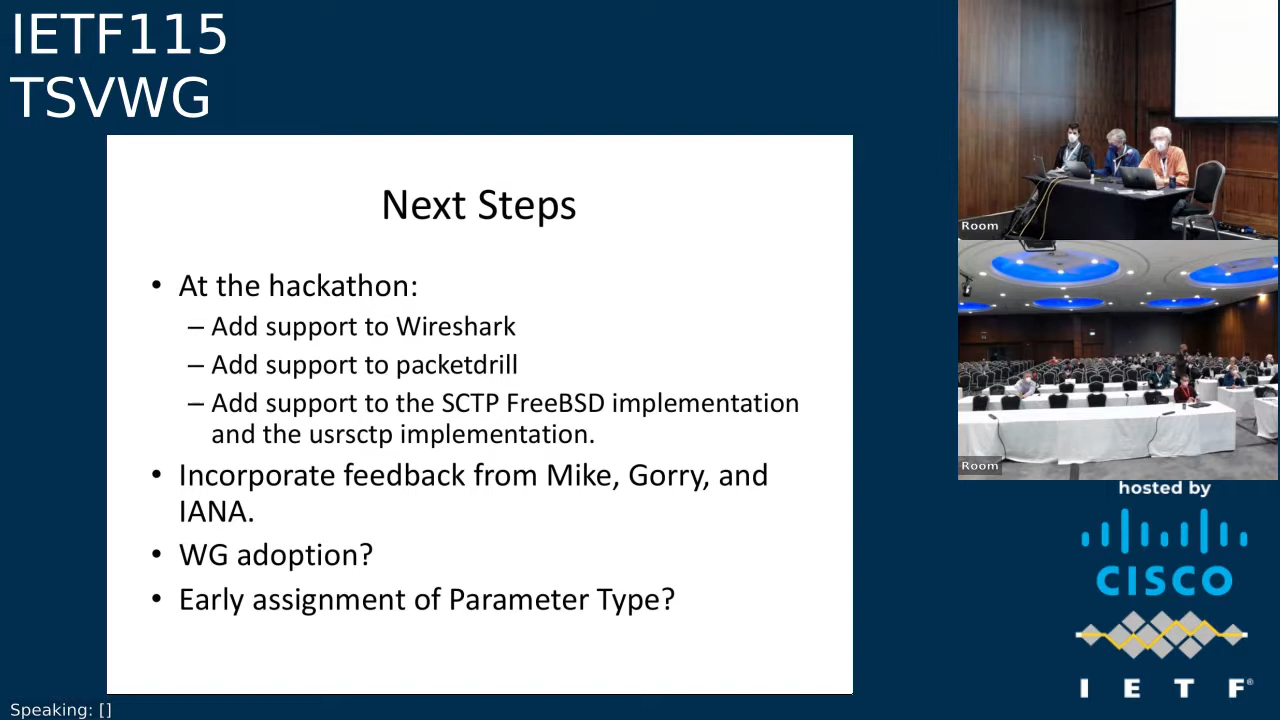 IETF115
TSVWG
Next Steps
• At the hackathon:
– Add support to Wireshark
– Add support to packetdrill
– Add support to the SCTP FreeBSD implementation
and the usrsctp implementation.
• Incorporate feedback from Mike, Gorry, and
IANA.
• WG adoption?
• Early assignment of Parameter Type?
Room
Room
hosted by
CISCO
I E T F®
Speaking: []